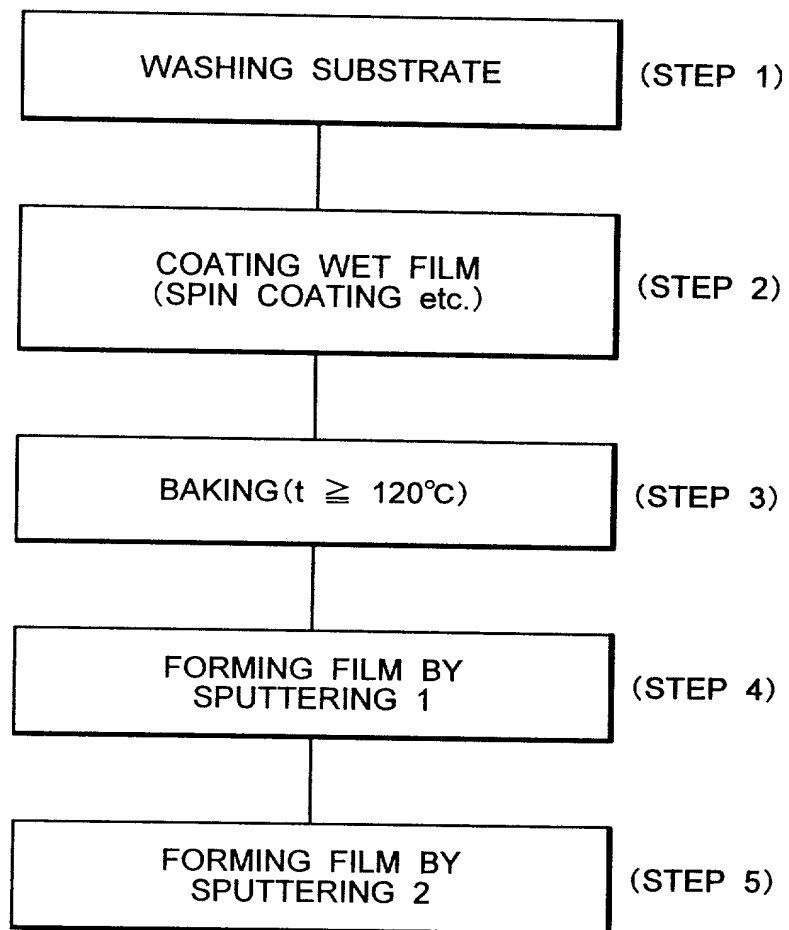 WASHING SUBSTRATE (STEP 1)
COATING WET FILM
(SPIN COATING etc.) (STEP 2)
BAKING(t ≧ 120℃) (STEP 3)
FORMING FILM BY
SPUTTERING 1 (STEP 4)
FORMING FILM BY
SPUTTERING 2 (STEP 5)